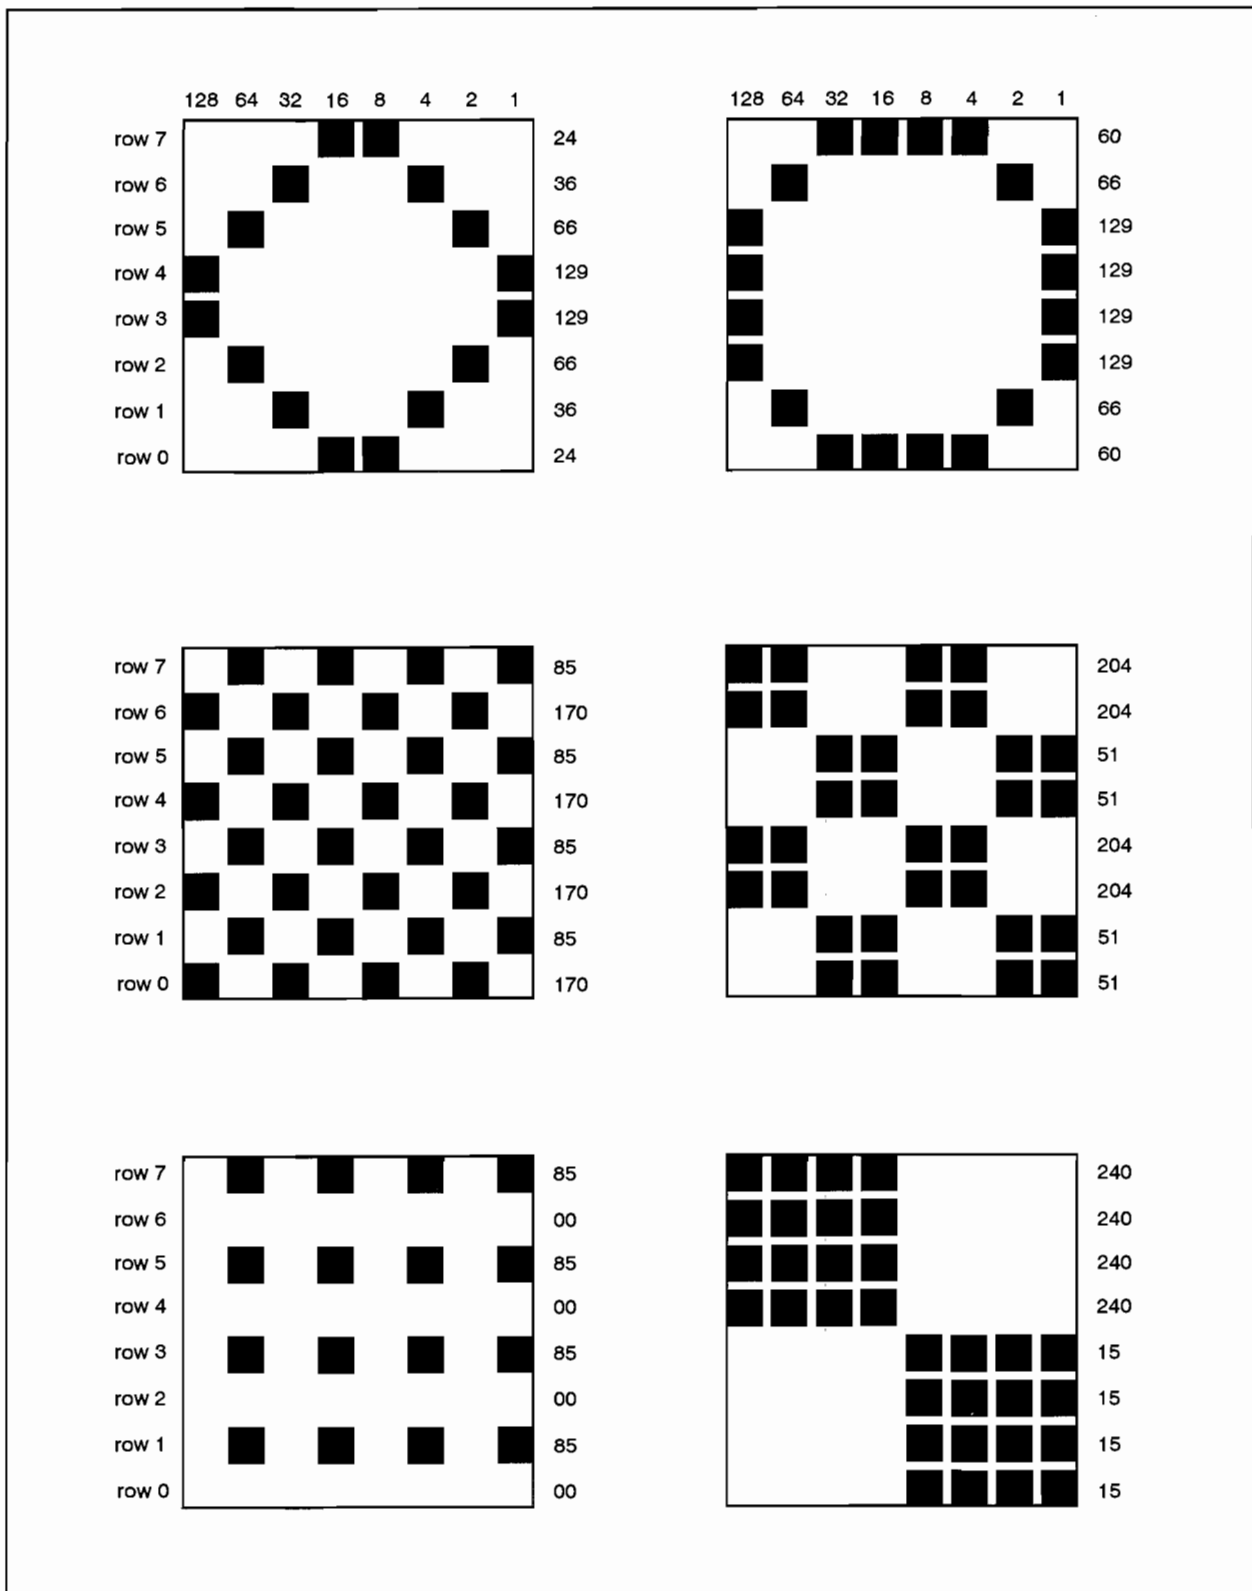 128 64 32 16 8 4 2 1
row 7 24
row 6 36
row 5 66
row 4 129
row 3 129
row 2 66
row 1 36
row 0 24
128 64 32 16 8 4 2 1
60
66
129
129
129
129
66
60
row 7 85
row 6 170
row 5 85
row 4 170
row 3 85
row 2 170
row 1 85
row 0 170
204
204
51
51
204
204
51
51
row 7 85
row 6 00
row 5 85
row 4 00
row 3 85
row 2 00
row 1 85
row 0 00
240
240
240
240
15
15
15
15